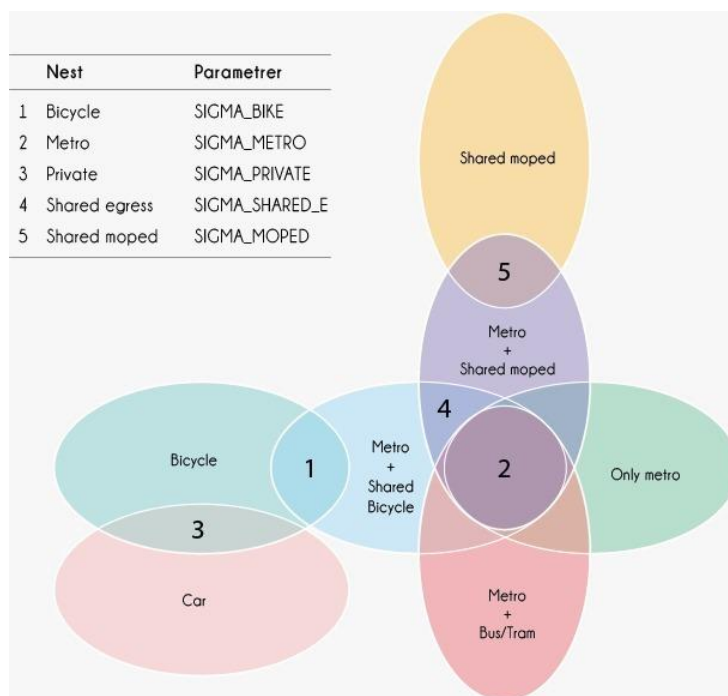 Nest Parametrer
1 Bicycle SIGMA_BIKE
2 Metro SIGMA_METRO
3 Private SIGMA_PRIVATE
4 Shared egress SIGMA_SHARED_E
5 Shared moped SIGMA_MOPED
Shared moped
5
Metro
+
Shared moped
4
Bicycle
1
Metro
+
Shared
Bicycle
2
Only metro
3
Car
Metro
+
Bus/Tram